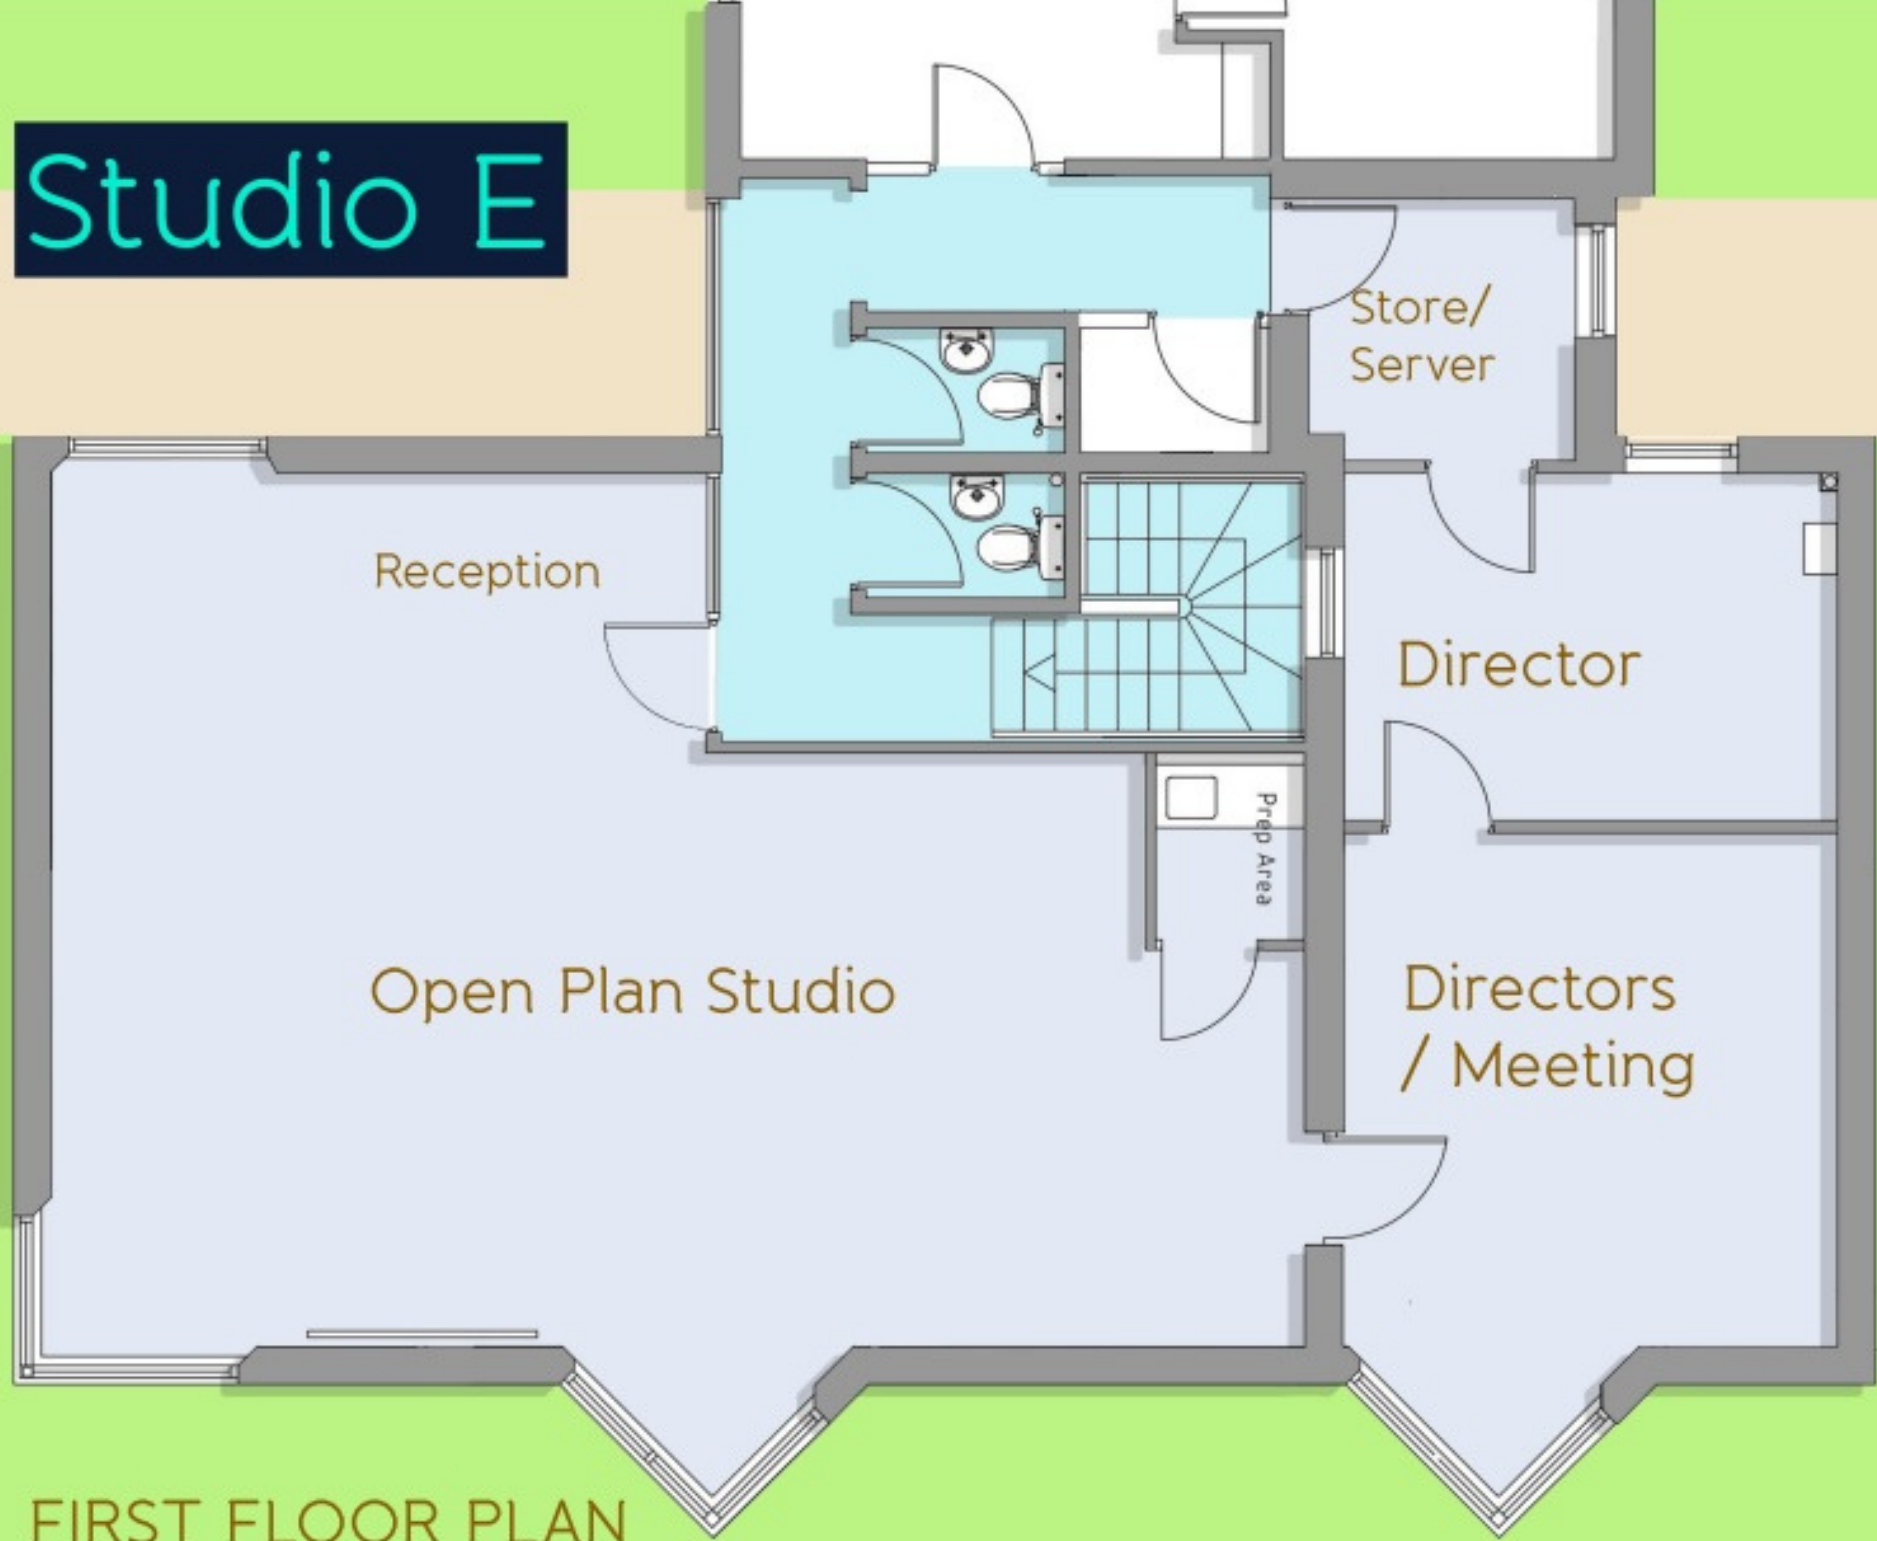 Studio E
Store/
Server
Reception
Director
Prep Area
Open Plan Studio
Directors
/ Meeting
FIRST FLOOR PLAN